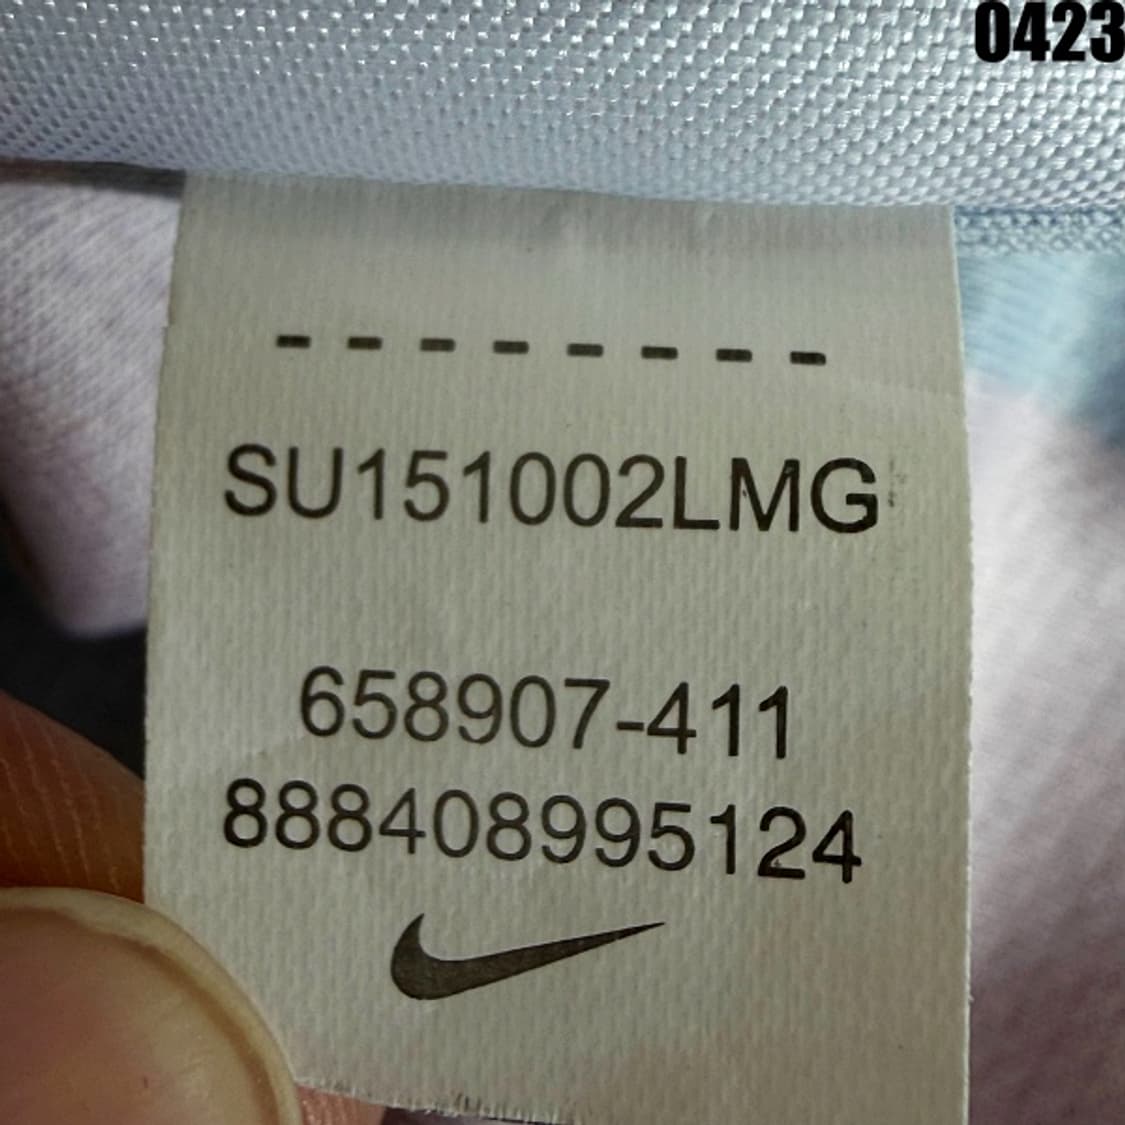 0423
- - - - - - - -
SU151002LMG
658907-411
888408995124